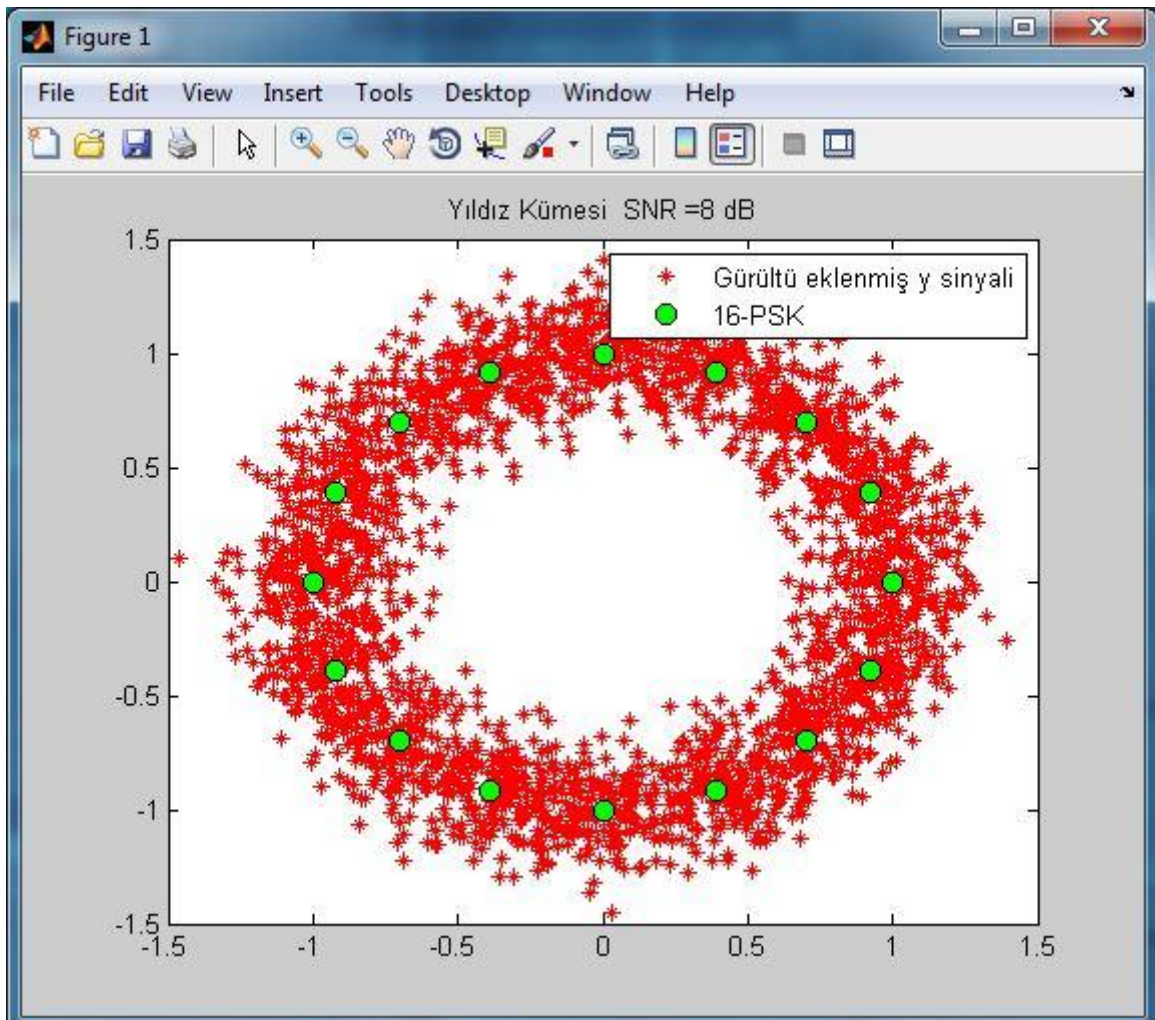 Figure 1
File Edit View Insert Tools Desktop Window Help
Yıldız Kümesi SNR =8 dB
Gürültü eklenmiş y sinyali
16-PSK
1.5
1
0.5
0
-0.5
-1
-1.5
-1.5 -1 -0.5 0 0.5 1 1.5